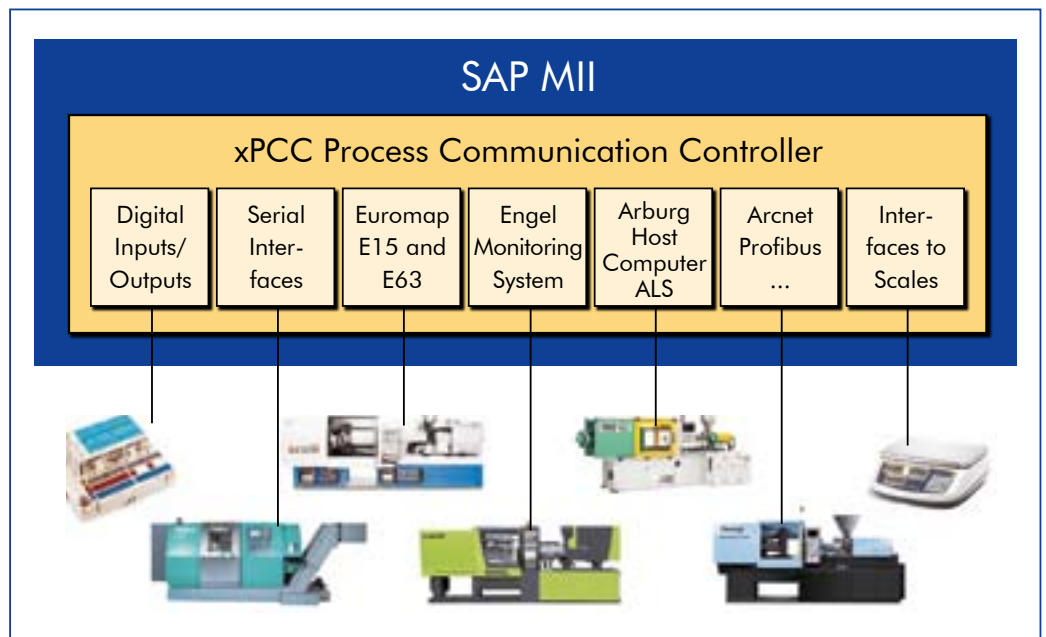 SAP MII
xPCC Process Communication Controller
Digital
Inputs/
Outputs
Serial
Inter-
faces
Euromap
E15 and
E63
Engel
Monitoring
System
Arburg
Host
Computer
ALS
Arcnet
Profibus
...
Inter-
faces to
Scales